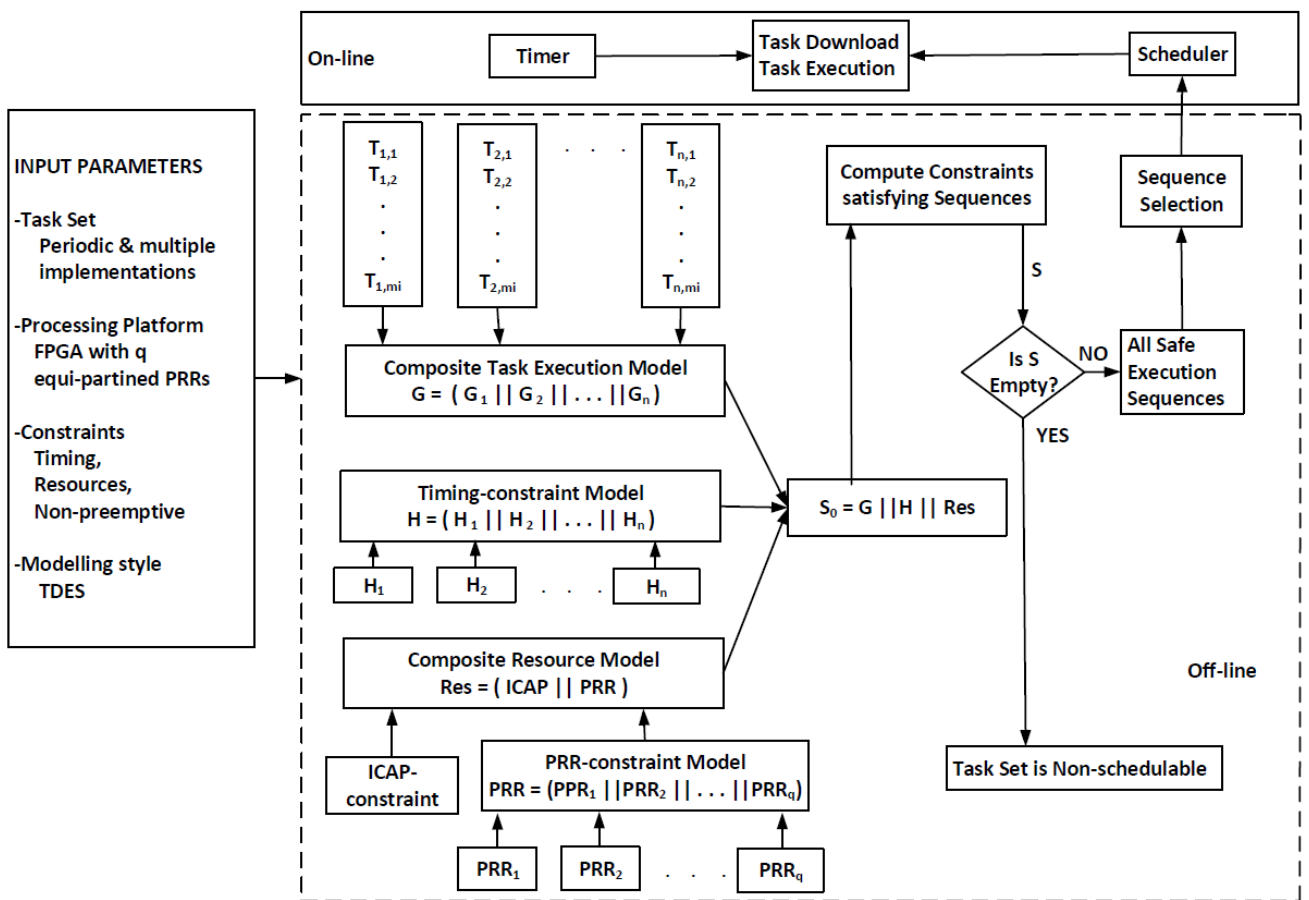 On-line
Timer
Task Download
Task Execution
Scheduler
INPUT PARAMETERS
-Task Set
Periodic & multiple
implementations
-Processing Platform
FPGA with q
equi-partined PRRs
-Constraints
Timing,
Resources,
Non-preemptive
-Modelling style
TDES
T1,1
T1,2
.
.
.
T1,mi
T2,1
T2,2
.
.
.
T2,mi
. . .
Tn,1
Tn,2
.
.
.
Tn,mi
Composite Task Execution Model
G = ( G1 || G2 || . . . ||Gn)
Timing-constraint Model
H = ( H1 || H2 || . . . || Hn)
H1
H2
. . .
Hn
Composite Resource Model
Res = ( ICAP || PRR )
ICAP-
constraint
PRR-constraint Model
PRR = (PPR1 ||PRR2 || . . . ||PRRq)
PRR1
PRR2
. . .
PRRq
S0 = G ||H || Res
Compute Constraints
satisfying Sequences
S
Is S
Empty?
NO
YES
All Safe
Execution
Sequences
Sequence
Selection
Off-line
Task Set is Non-schedulable